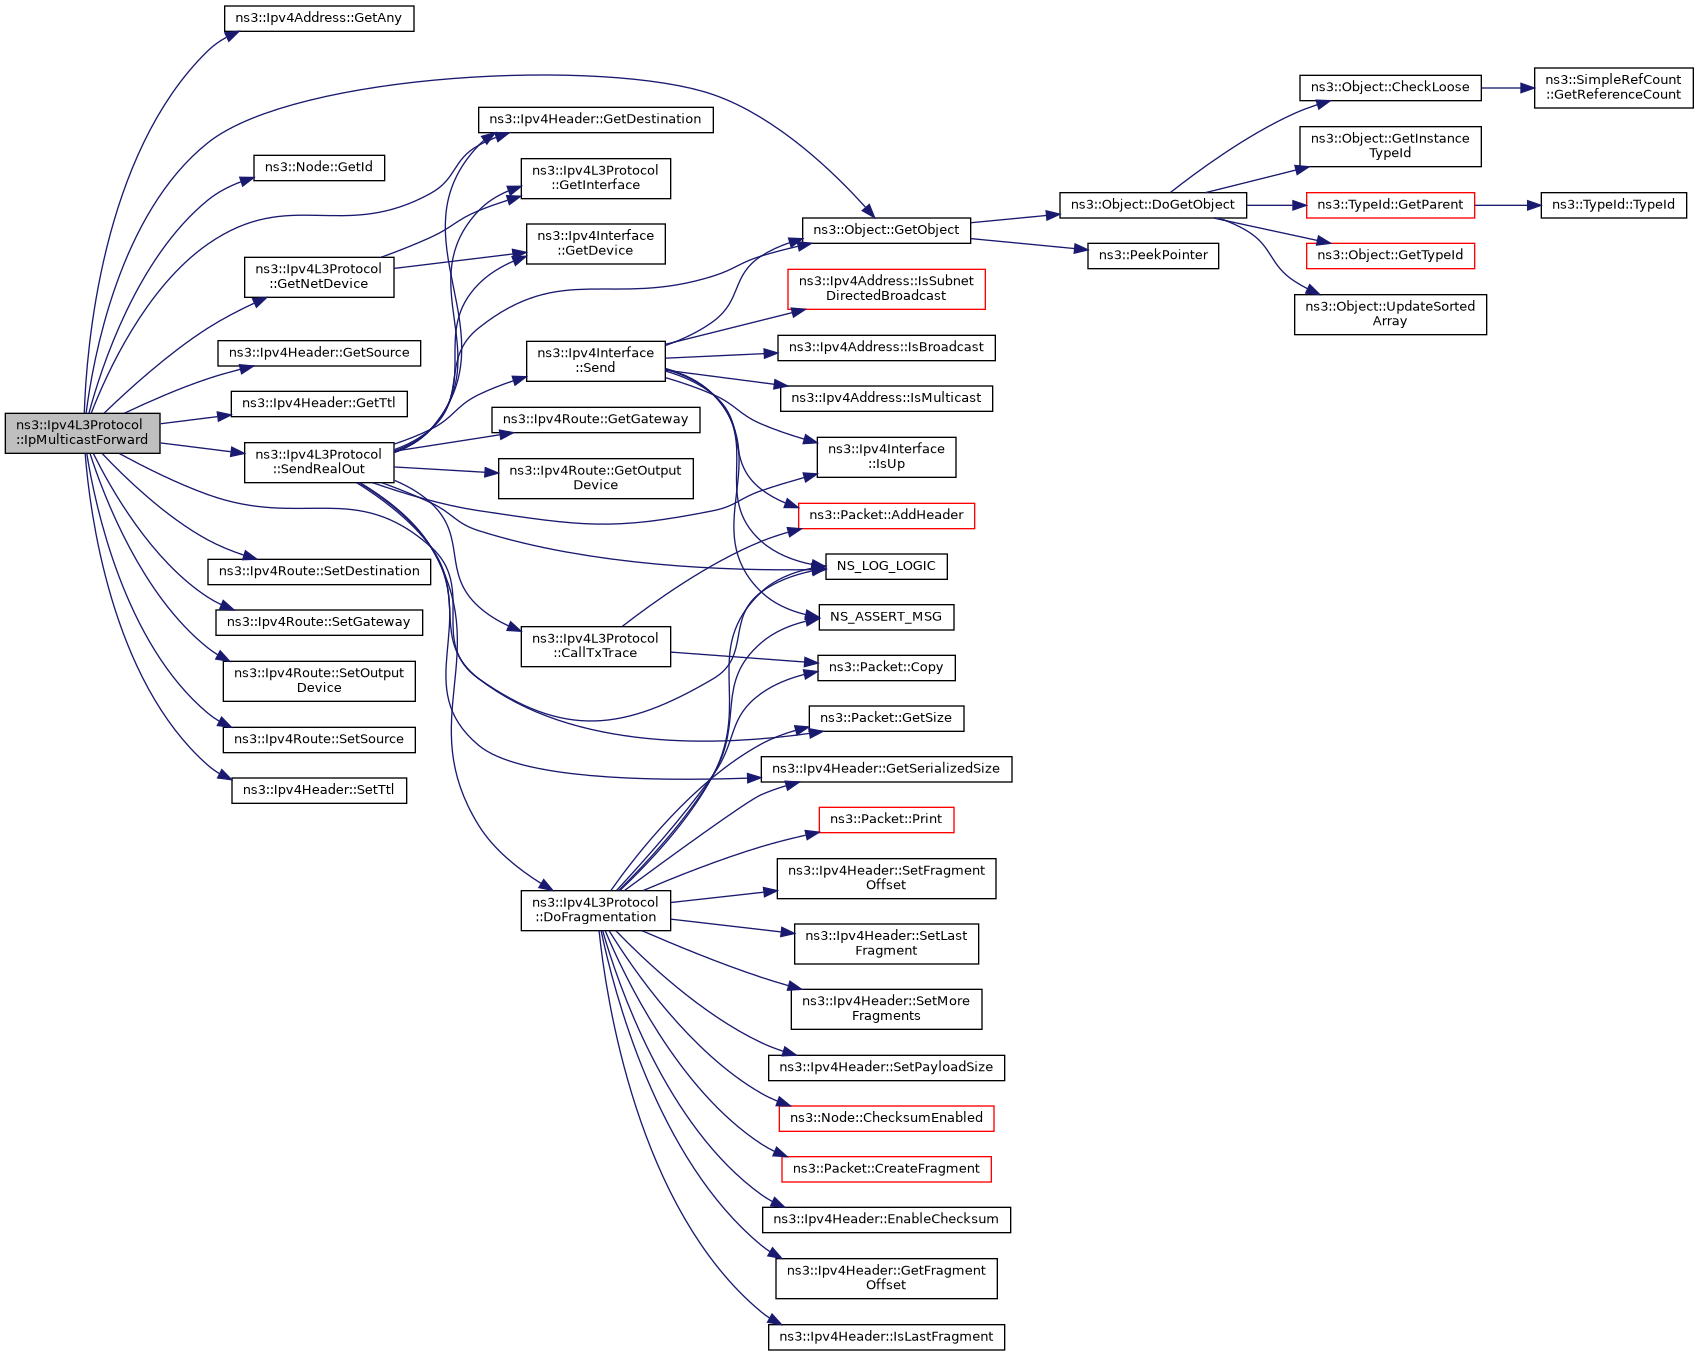 ns3::Ipv4L3Protocol
::IpMulticastForward
ns3::Ipv4Address::GetAny
ns3::Node::GetId
ns3::Ipv4L3Protocol
::GetNetDevice
ns3::Ipv4Header::GetSource
ns3::Ipv4Header::GetTtl
ns3::Ipv4L3Protocol
::SendRealOut
ns3::Ipv4Route::SetDestination
ns3::Ipv4Route::SetGateway
ns3::Ipv4Route::SetOutput
Device
ns3::Ipv4Route::SetSource
ns3::Ipv4Header::SetTtl
ns3::Ipv4Header::GetDestination
ns3::Ipv4L3Protocol
::GetInterface
ns3::Ipv4Interface
::GetDevice
ns3::Ipv4Interface
::Send
ns3::Ipv4Route::GetGateway
ns3::Ipv4Route::GetOutput
Device
ns3::Ipv4L3Protocol
::CallTxTrace
ns3::Ipv4L3Protocol
::DoFragmentation
ns3::Object::GetObject
ns3::Ipv4Address::IsSubnet
DirectedBroadcast
ns3::Ipv4Address::IsBroadcast
ns3::Ipv4Address::IsMulticast
ns3::Ipv4Interface
::IsUp
ns3::Packet::AddHeader
NS_LOG_LOGIC
NS_ASSERT_MSG
ns3::Packet::Copy
ns3::Packet::GetSize
ns3::Ipv4Header::GetSerializedSize
ns3::Packet::Print
ns3::Ipv4Header::SetFragment
Offset
ns3::Ipv4Header::SetLast
Fragment
ns3::Ipv4Header::SetMore
Fragments
ns3::Ipv4Header::SetPayloadSize
ns3::Node::ChecksumEnabled
ns3::Packet::CreateFragment
ns3::Ipv4Header::EnableChecksum
ns3::Ipv4Header::GetFragment
Offset
ns3::Ipv4Header::IsLastFragment
ns3::Object::DoGetObject
ns3::PeekPointer
ns3::Object::CheckLoose
ns3::Object::GetInstance
TypeId
ns3::TypeId::GetParent
ns3::Object::GetTypeId
ns3::Object::UpdateSorted
Array
ns3::SimpleRefCount
::GetReferenceCount
ns3::TypeId::TypeId